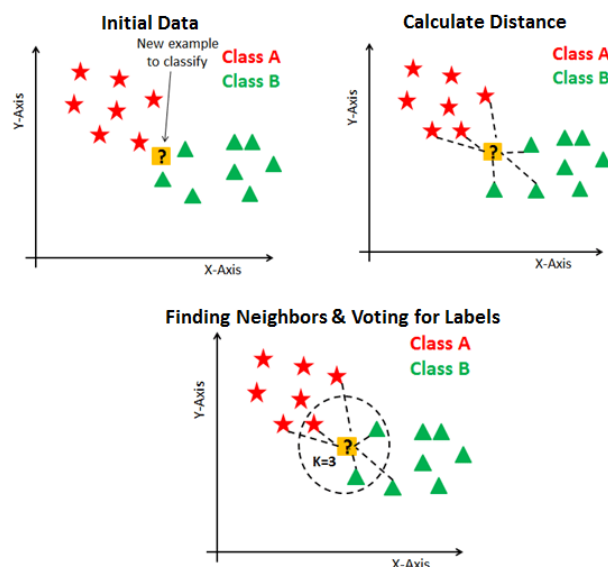 Initial Data
New example
to classify
Class A
Class B
?
Y-Axis
X-Axis
Calculate Distance
Class A
Class B
?
Y-Axis
X-Axis
Finding Neighbors & Voting for Labels
Class A
Class B
?
K=3
Y-Axis
X-Axis